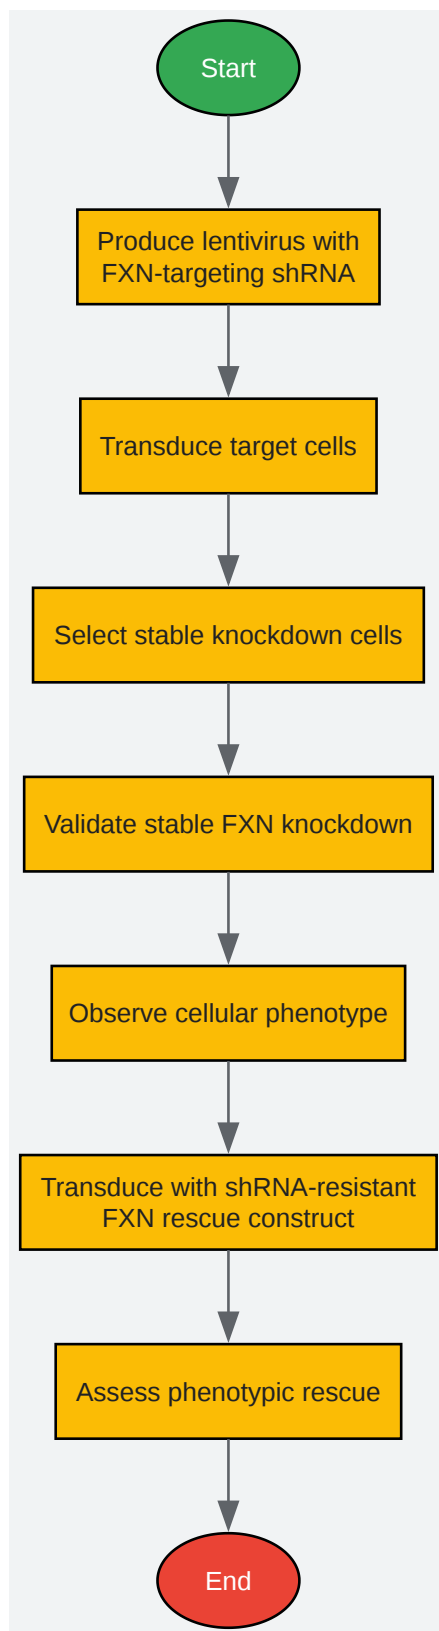 Start
Produce lentivirus with
FXN-targeting shRNA
Transduce target cells
Select stable knockdown cells
Validate stable FXN knockdown
Observe cellular phenotype
Transduce with shRNA-resistant
FXN rescue construct
Assess phenotypic rescue
End